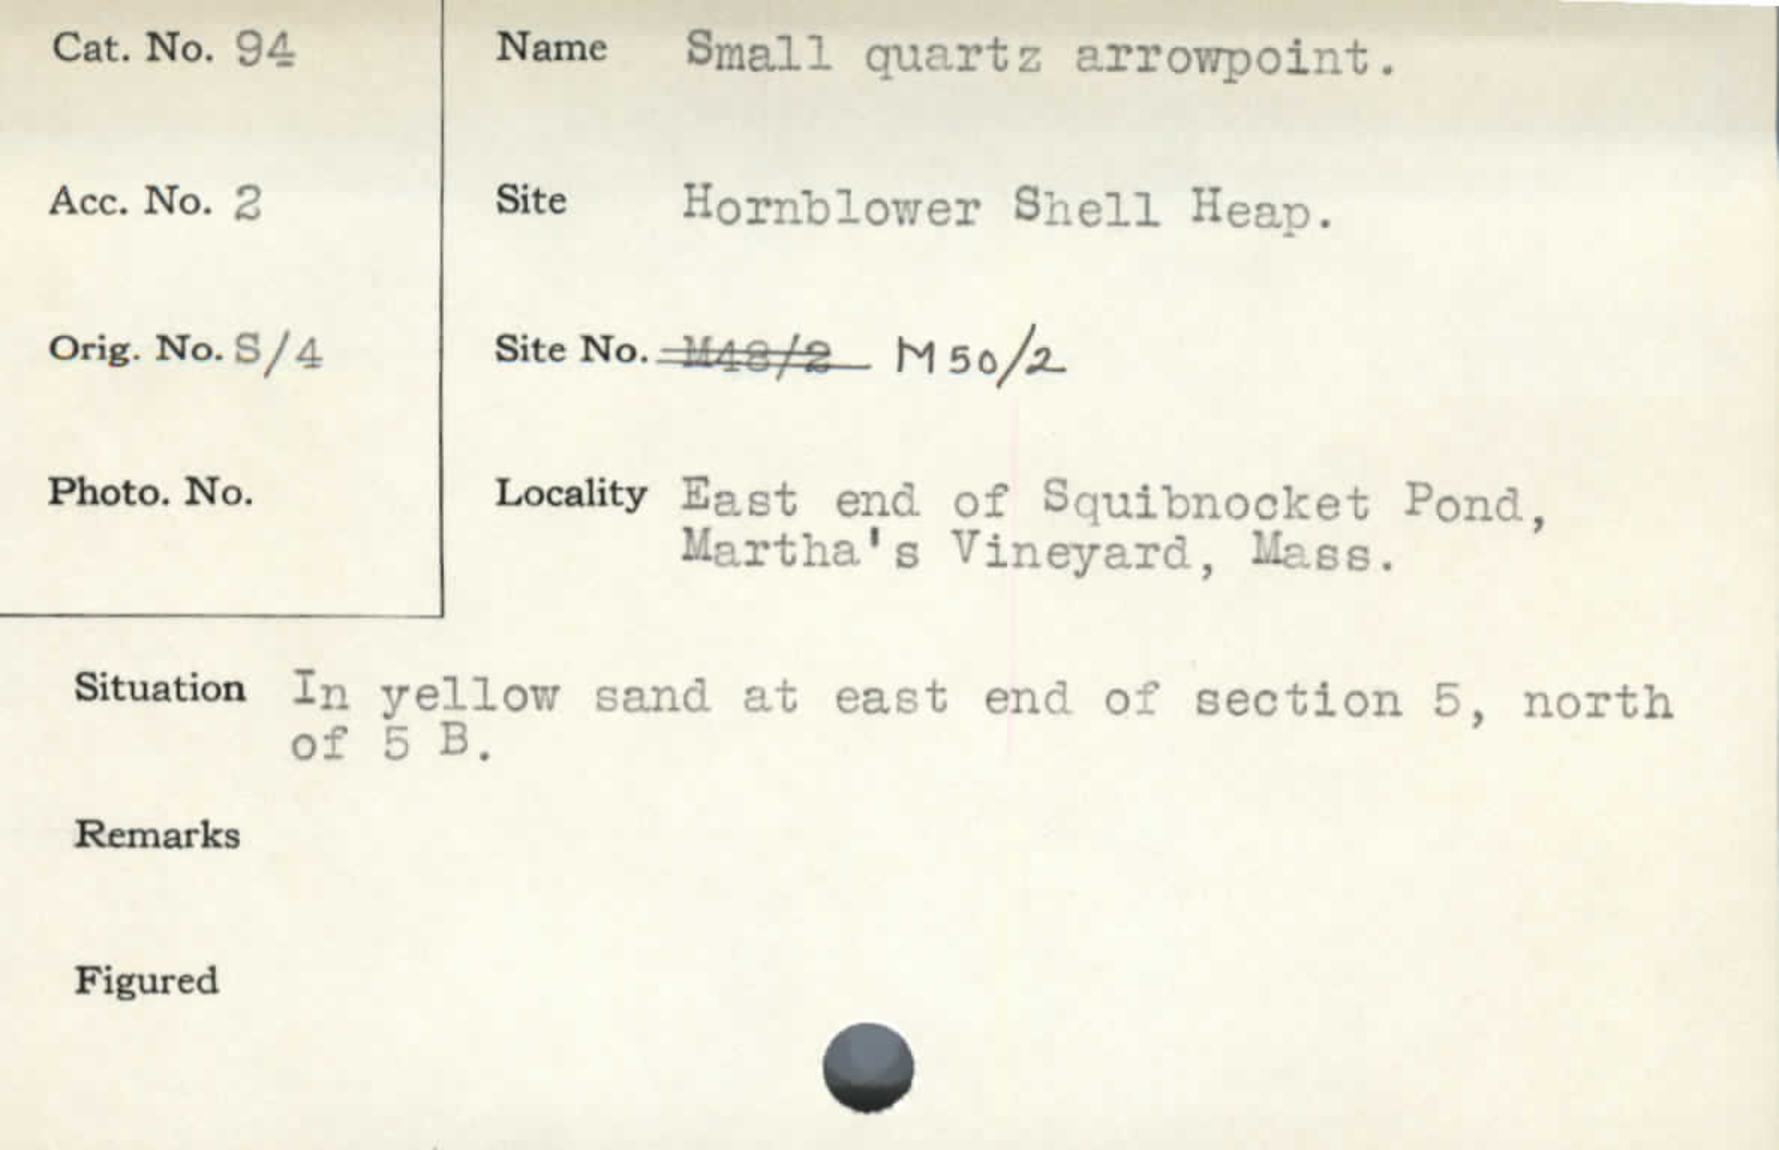 Cat. No. 94
Name Small quartz arrowpoint.
Acc. No. 2
Site Hornblower Shell Heap.
Orig. No. S/4
Site No. M48/2 M50/2
Photo. No.
Locality East end of Squibnocket Pond,
Martha's Vineyard, Mass.
Situation In yellow sand at east end of section 5, north
of 5 B.
Remarks
Figured